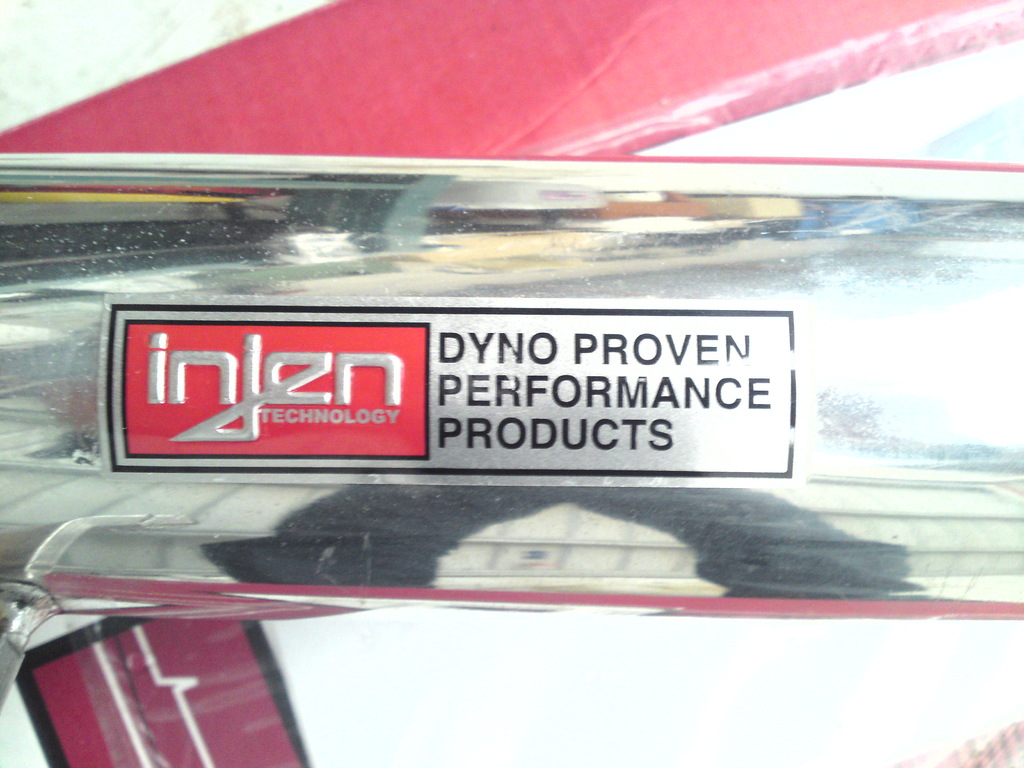 injen
TECHNOLOGY
DYNO PROVEN
PERFORMANCE
PRODUCTS